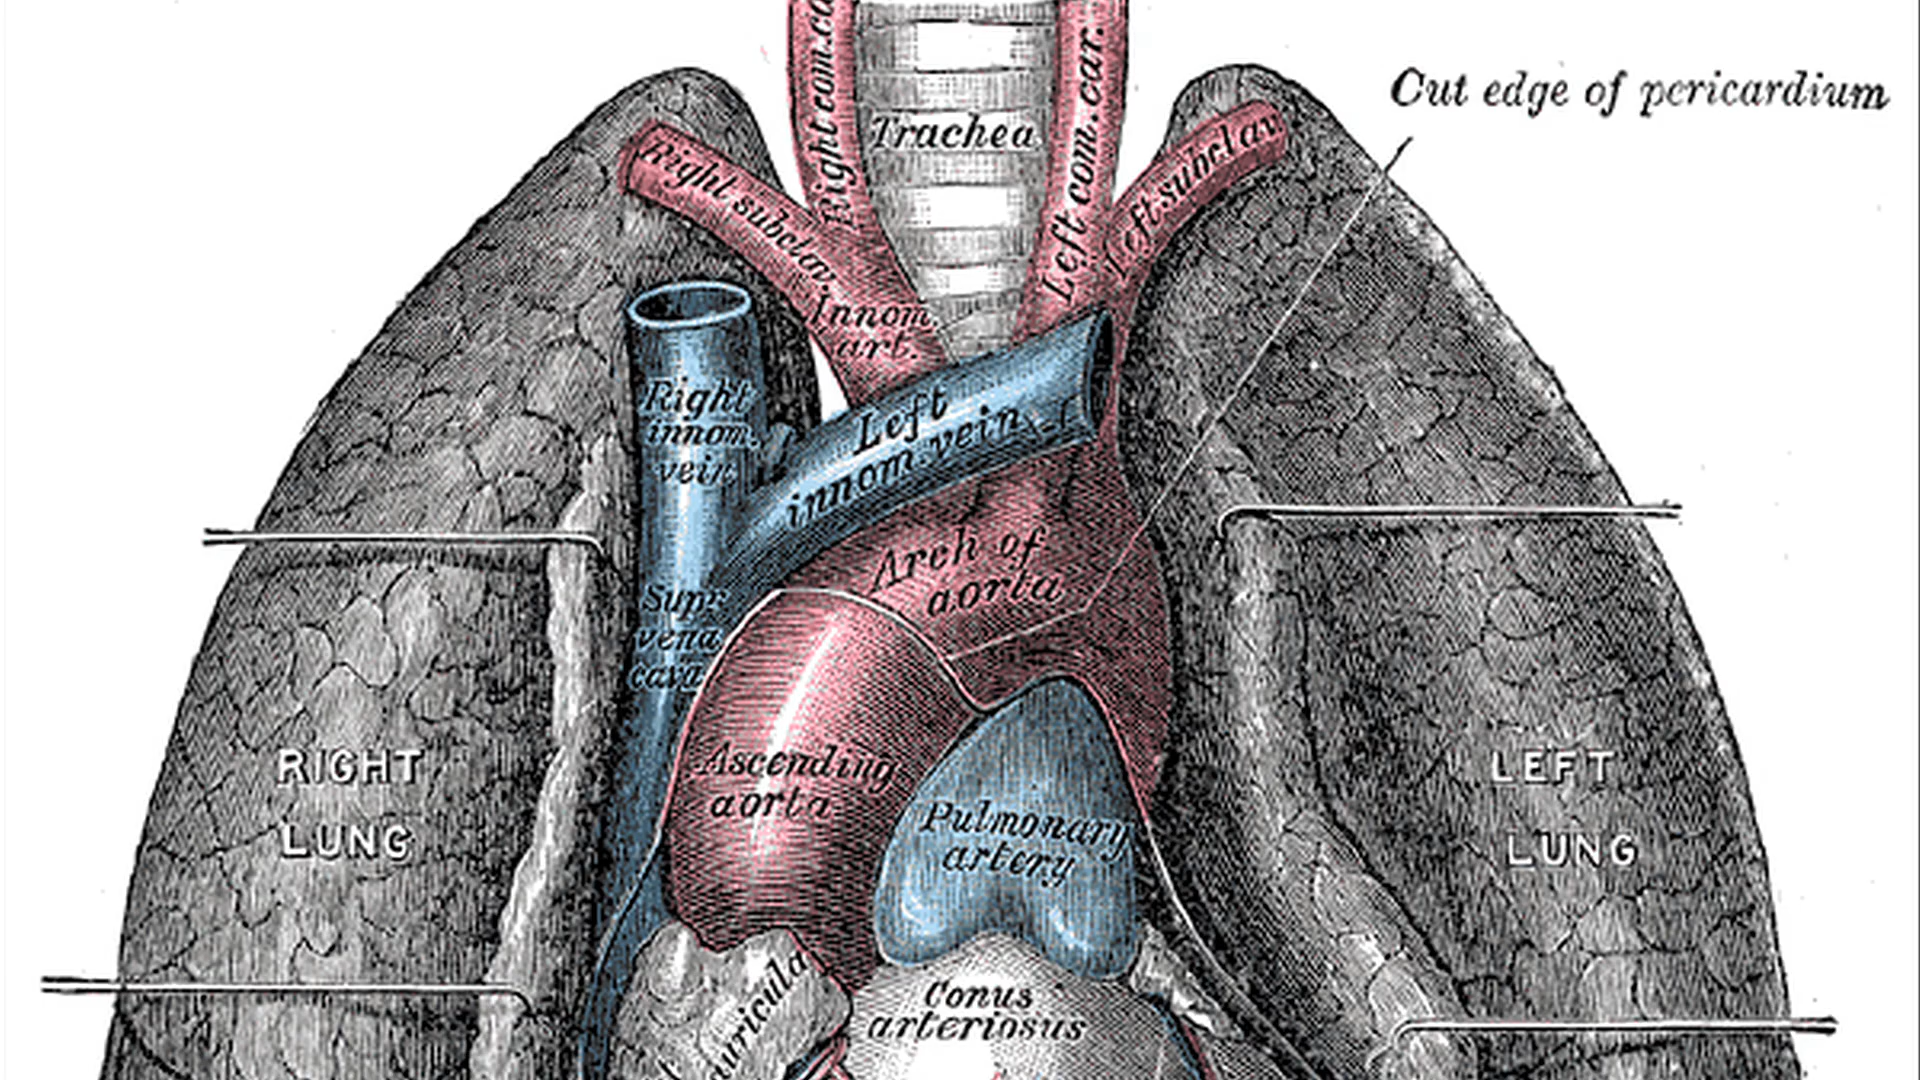 Right com.ca
Trachea
Left com. car.
Cut edge of pericardium
Right subclav.
Left subclav
Innom.
art.
Right
innom.
vein
Left
innom. vein
Arch of
aorta
Supr
vena
cava
Ascending
aorta
Pulmonary
artery
RIGHT
LUNG
LEFT
LUNG
auricula
Conus
arteriosus